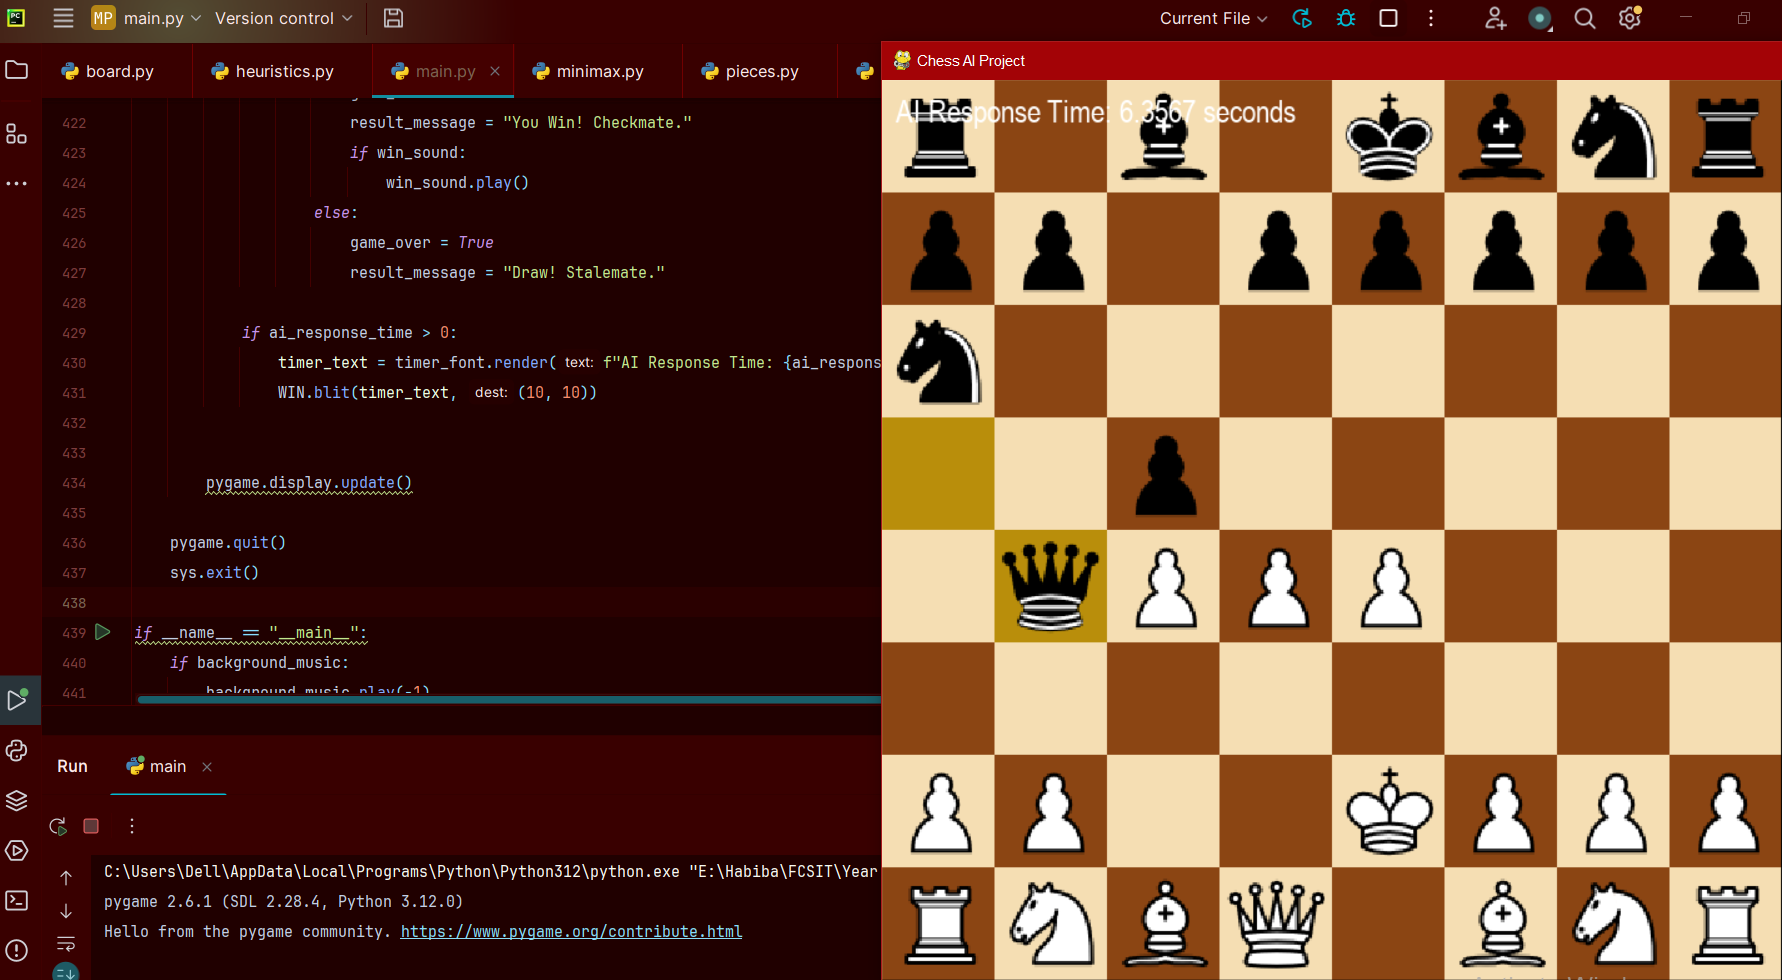 PC
MP main.py Version control Current File
board.py heuristics.py main.py minimax.py pieces.py
Chess AI Project
AI Response Time: 6.3567 seconds
422 result_message = "You Win! Checkmate."
423 if win_sound:
424 win_sound.play()
425 else:
426 game_over = True
427 result_message = "Draw! Stalemate."
428
429 if ai_response_time > 0:
430 timer_text = timer_font.render( text: f"AI Response Time: {ai_respons
431 WIN.blit(timer_text, dest: (10, 10))
432
433
434 pygame.display.update()
435
436 pygame.quit()
437 sys.exit()
438
439 if __name__ == "__main__":
440 if background_music:
441 background_music.play(-1)
Run main
C:\Users\Dell\AppData\Local\Programs\Python\Python312\python.exe "E:\Habiba\FCSIT\Year
pygame 2.6.1 (SDL 2.28.4, Python 3.12.0)
Hello from the pygame community. https://www.pygame.org/contribute.html